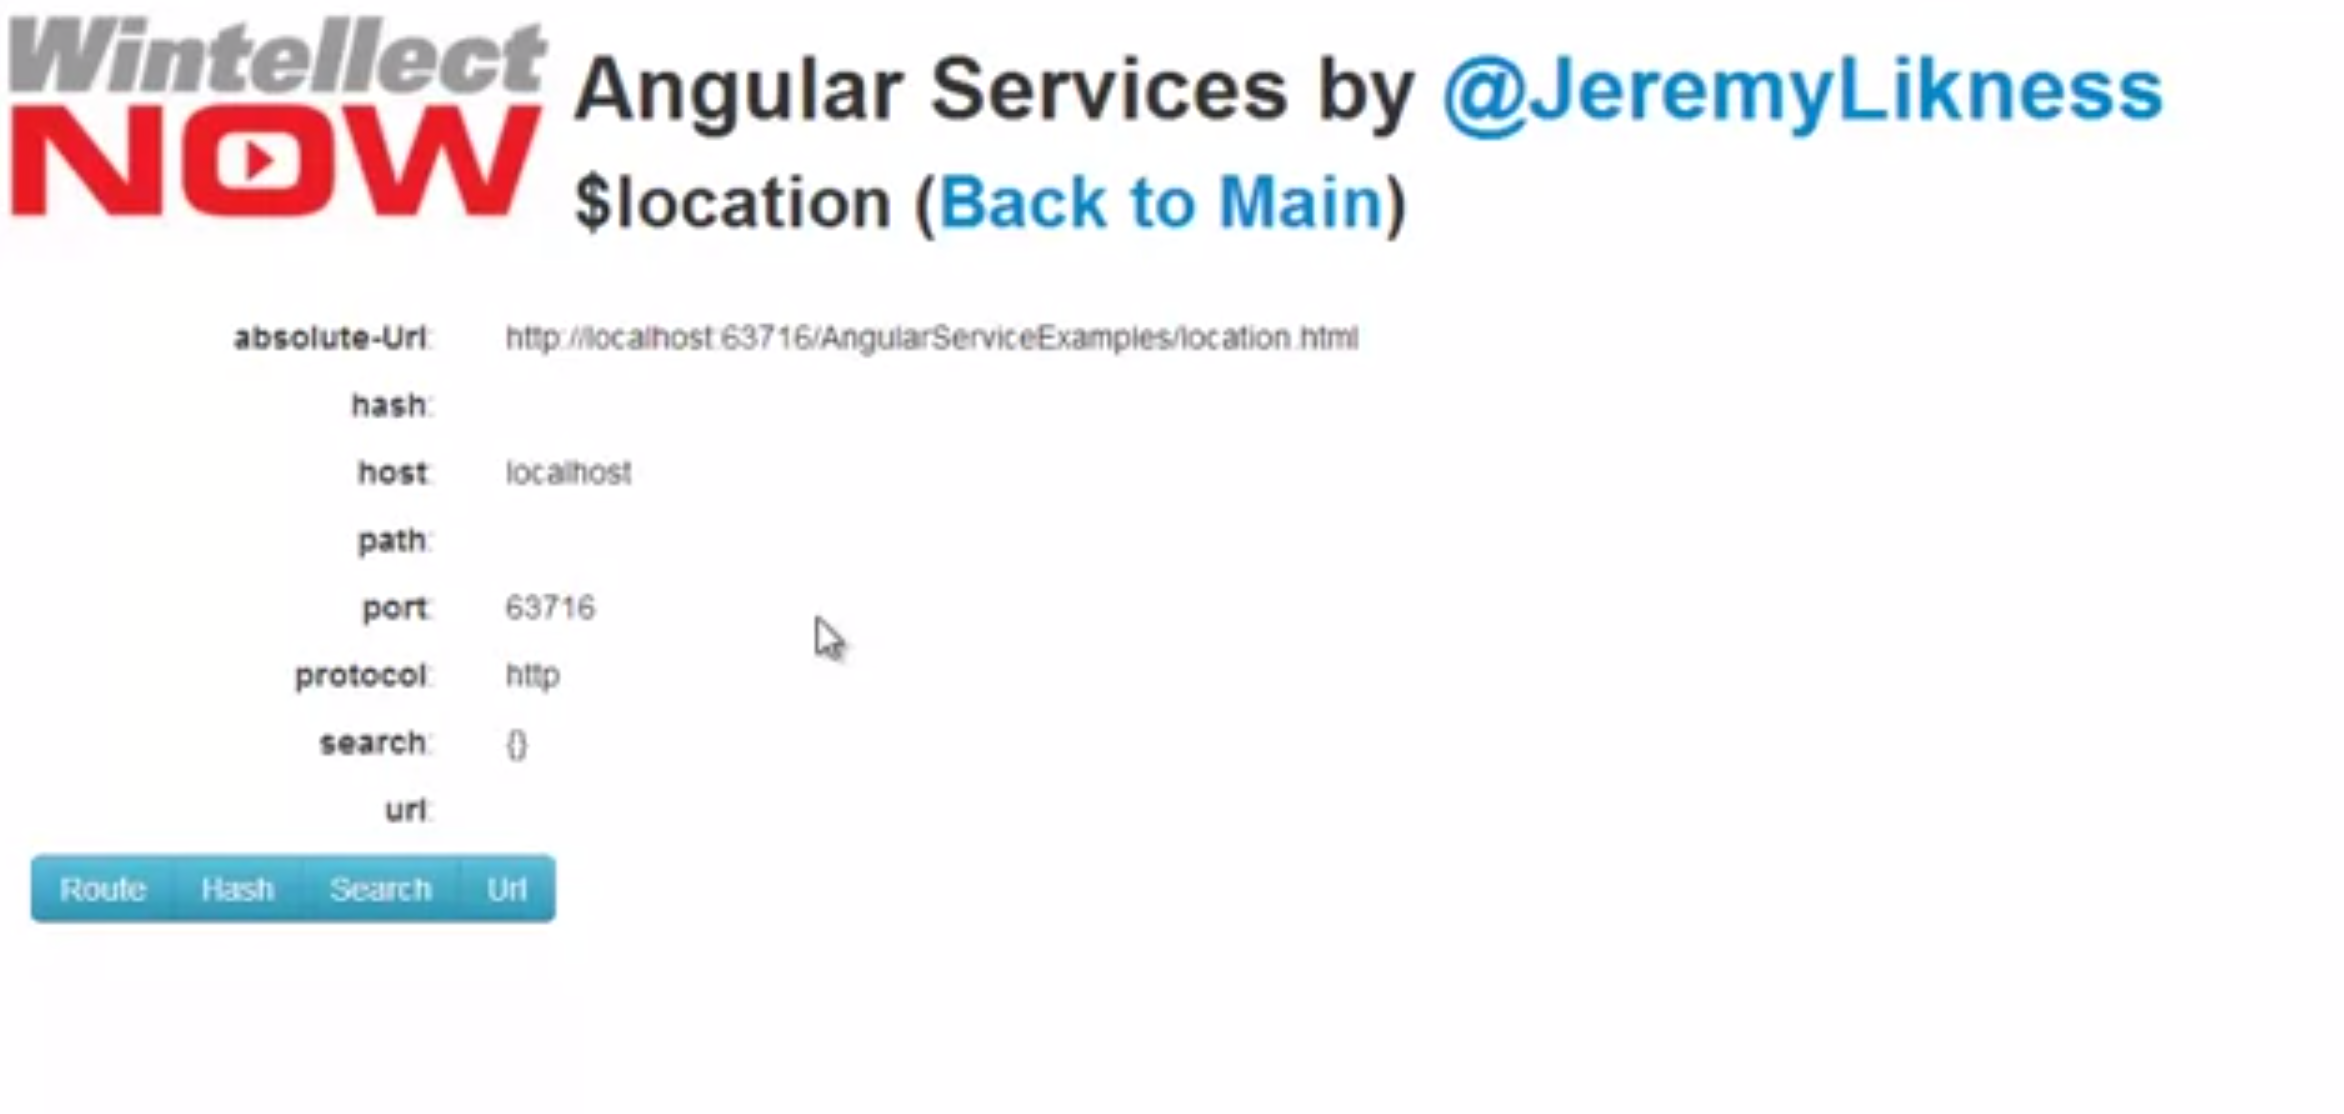 Wintellect
NOW
Angular Services by @JeremyLikness
$location (Back to Main)
absolute-Url: http://localhost:63716/AngularServiceExamples/location.html
hash:
host: localhost
path:
port: 63716
protocol: http
search: {}
url:
Route Hash Search Url